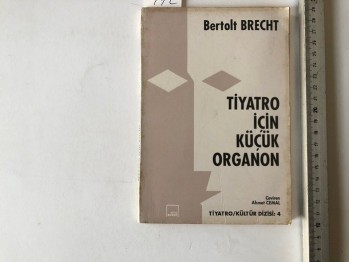 Bertolt BRECHT
TİYATRO
İÇİN
KÜÇÜK
ORGANON
Çeviren
Ahmet CEMAL
TİYATRO/KÜLTÜR DİZİSİ: 4